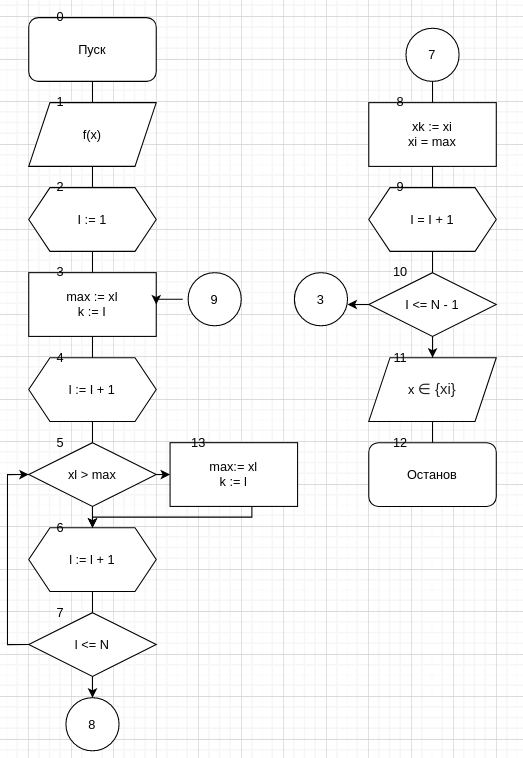 0
Пуск
1
f(x)
2
I := 1
3
max := xl
k := l
9
4
I := I + 1
5
xl > max
13
max:= xl
k := l
6
I := I + 1
7
I <= N
8
7
8
xk := xi
xi = max
9
I = I + 1
10
I <= N - 1
3
11
x ∈ {xi}
12
Останов